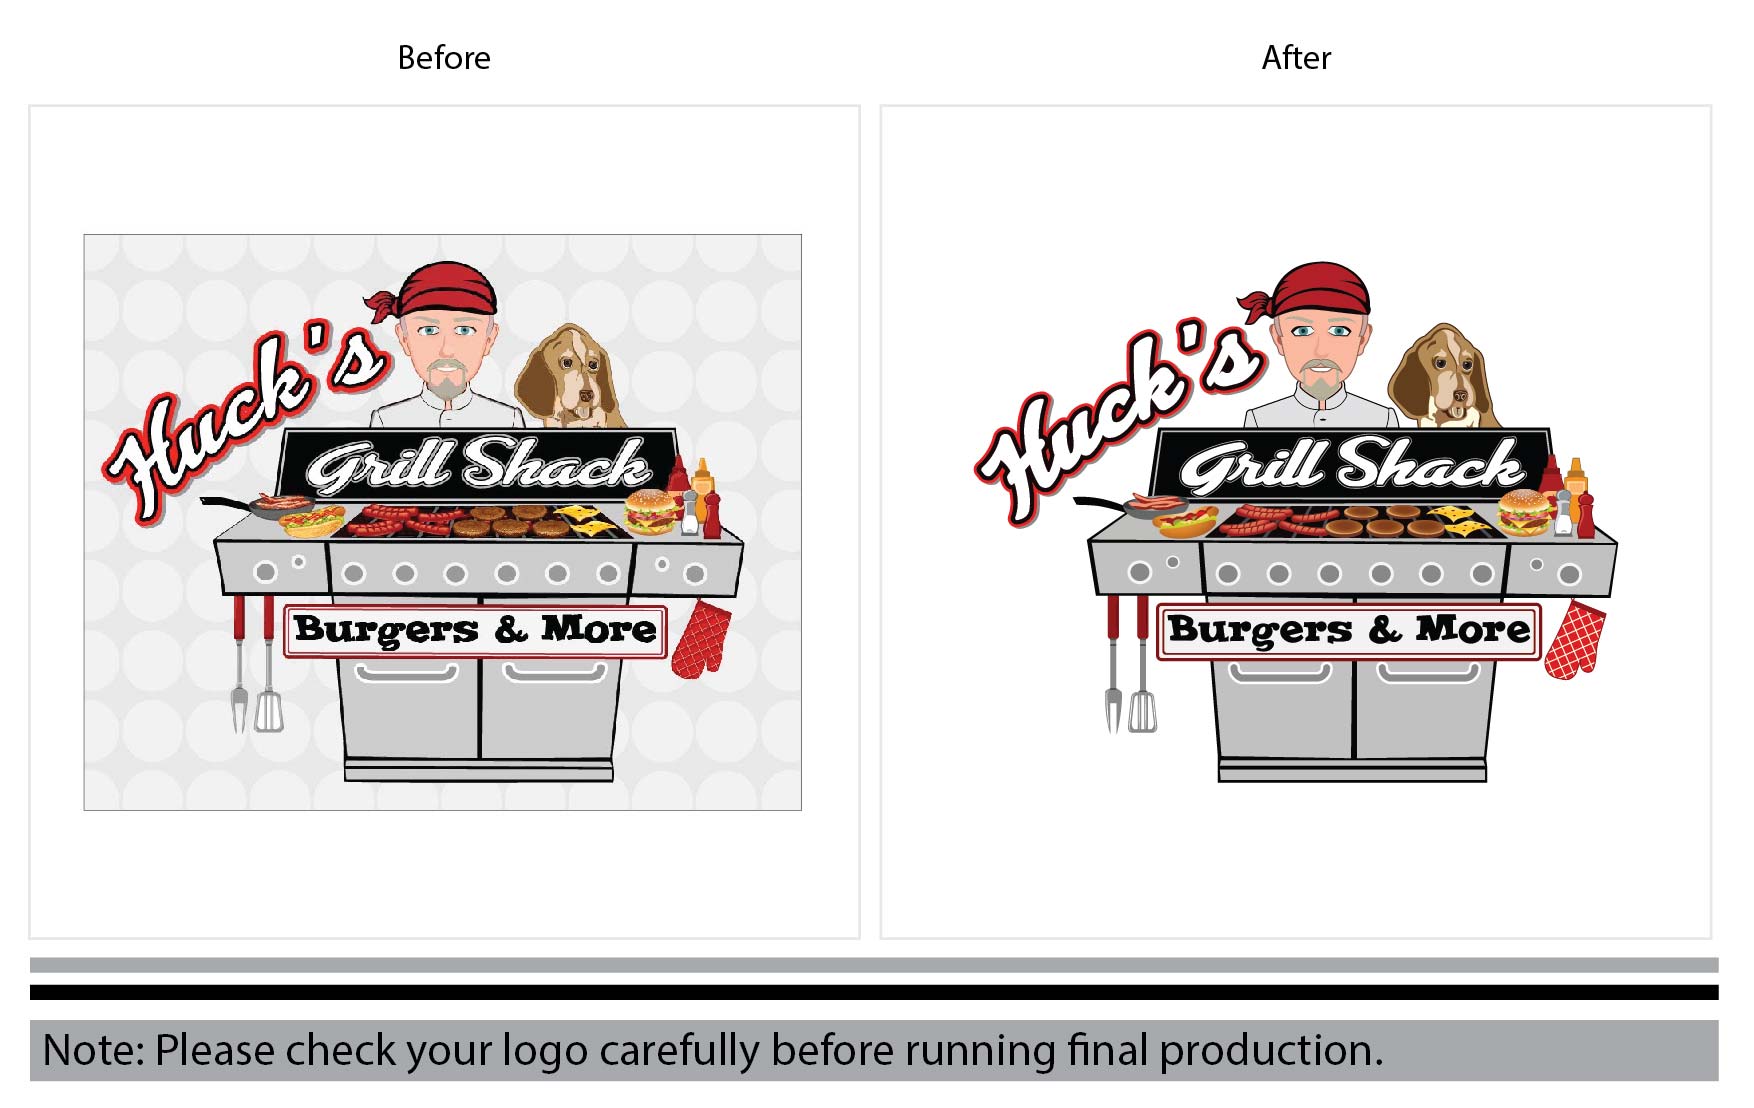 Before
After
Huck's
Grill Shack
Burgers & More
Huck's
Grill Shack
Burgers & More
Note: Please check your logo carefully before running final production.